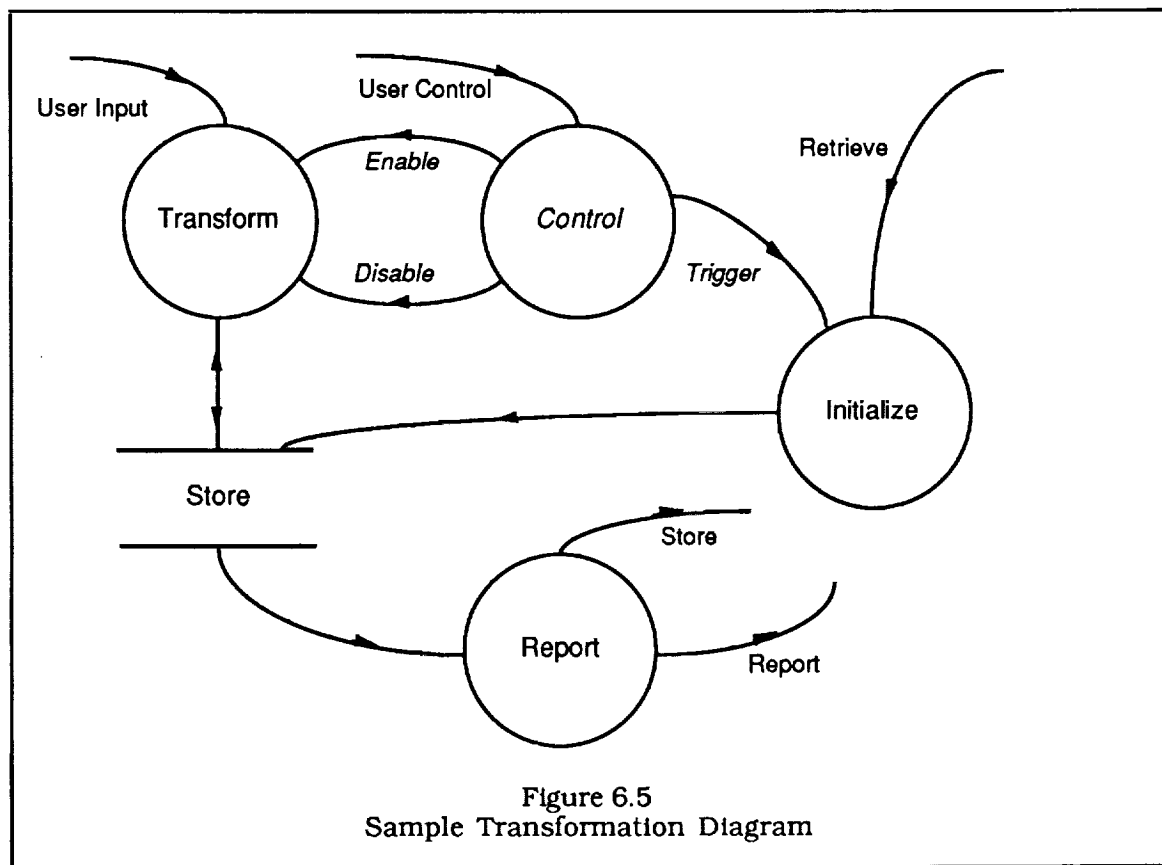 User Input
User Control
Retrieve
Enable
Transform
Control
Disable
Trigger
Initialize
Store
Store
Report
Report
Figure 6.5
Sample Transformation Diagram